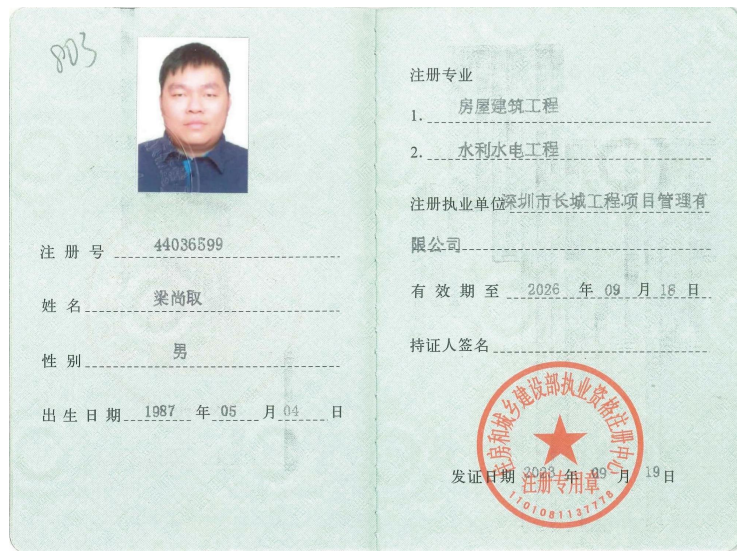 803
注册号 44036599
姓名 梁尚取
性别 男
出生日期 1987 年 05 月 04 日
注册专业
1. 房屋建筑工程
2. 水利水电工程
注册执业单位 深圳市长城工程项目管理有
限公司
有效期至 2026 年 09 月 18 日
持证人签名
住房和城乡建设部执业资格注册中心
发证日期 2023 年 09 月 19 日
注册专用章
1101081137778